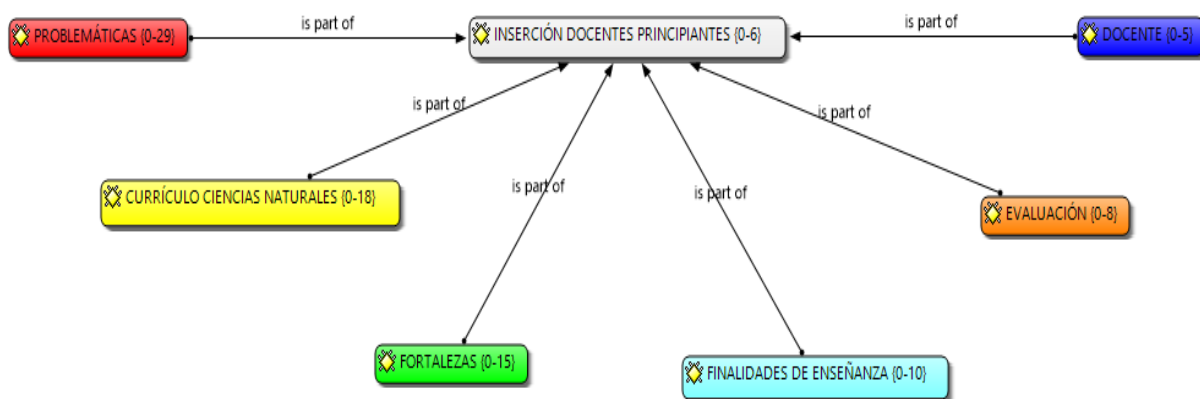 is part of
is part of
PROBLEMÁTICAS {0-29}
INSERCIÓN DOCENTES PRINCIPIANTES {0-6}
DOCENTE {0-5}
is part of
is part of
is part of
is part of
CURRÍCULO CIENCIAS NATURALES {0-18}
EVALUACIÓN {0-8}
FORTALEZAS {0-15}
FINALIDADES DE ENSEÑANZA {0-10}